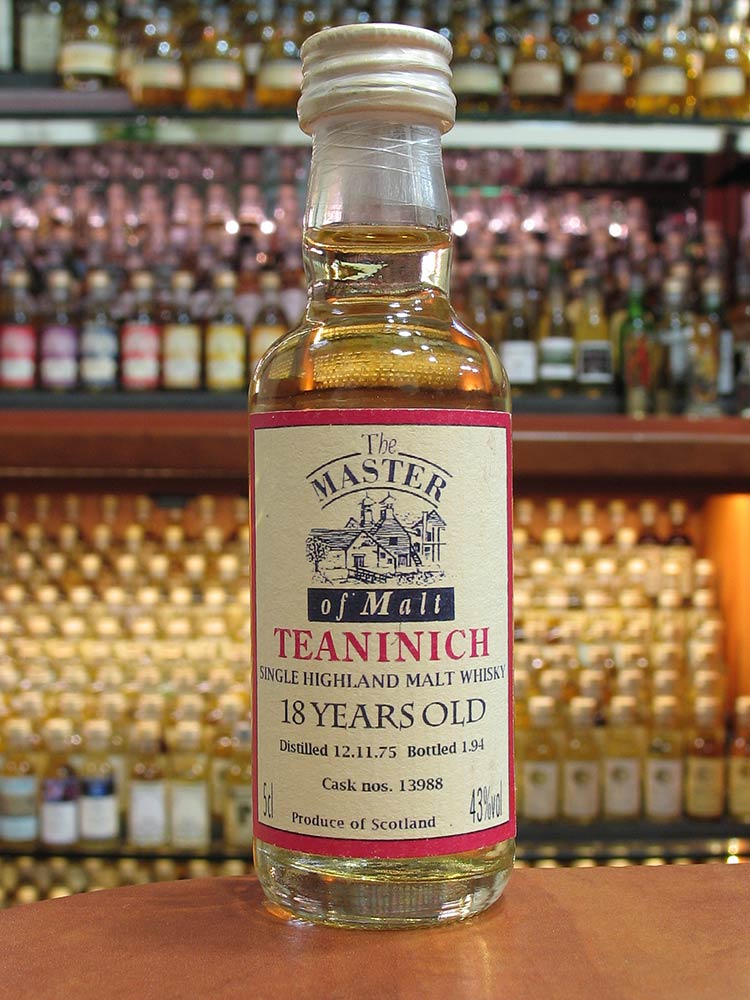 The
MASTER
of Malt
TEANINICH
SINGLE HIGHLAND MALT WHISKY
18 YEARS OLD
Distilled 12.11.75 Bottled 1.94
Cask nos. 13988
5cl 43%vol
Produce of Scotland